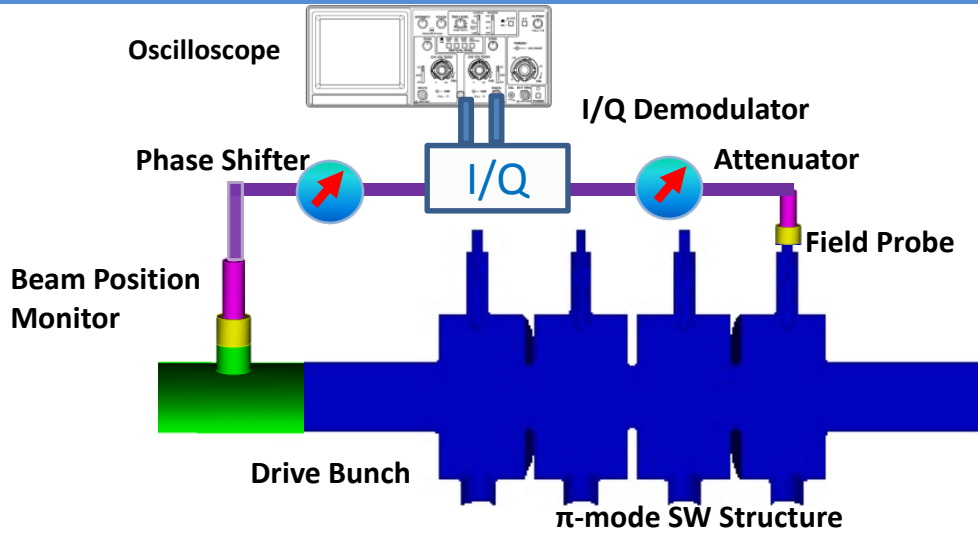 Oscilloscope
I/Q Demodulator
Phase Shifter
Attenuator
I/Q
Field Probe
Beam Position
Monitor
Drive Bunch
π-mode SW Structure